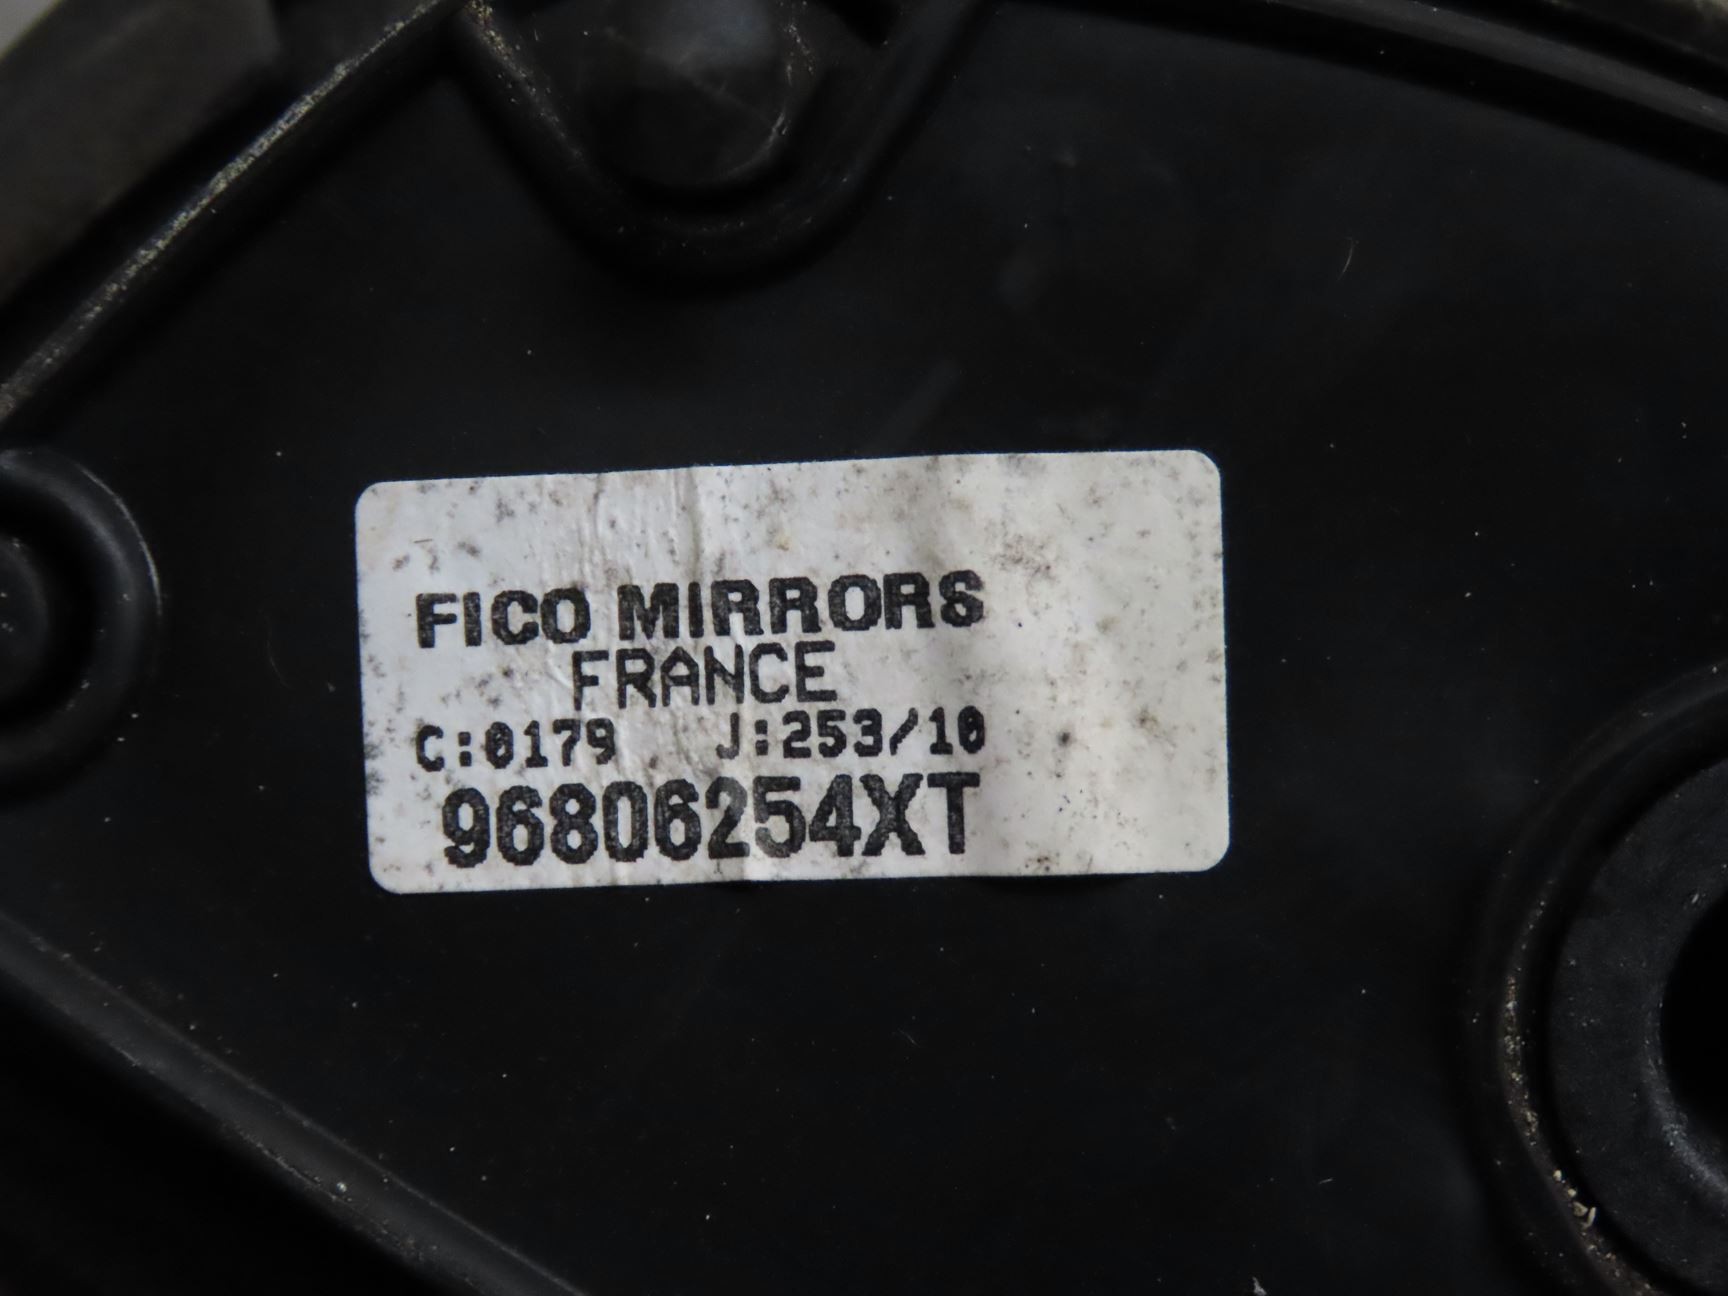 FICO MIRRORS
FRANCE
C:0179 J:253/10
96806254XT